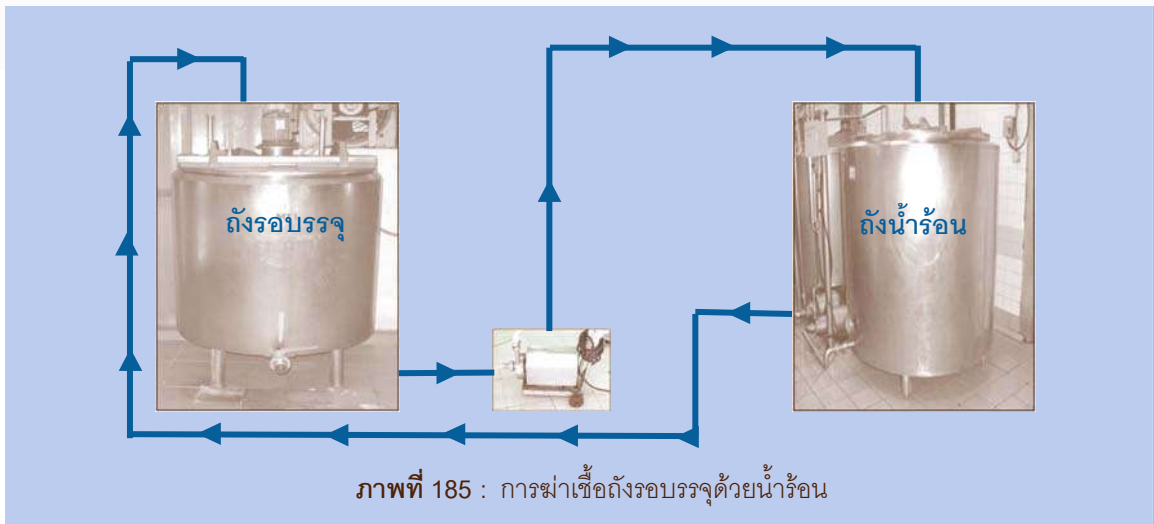 ถังรอบรรจุ
ถังน้ำร้อน
ภาพที่ 185 : การฆ่าเชื้อถังรอบรรจุด้วยน้ำร้อน